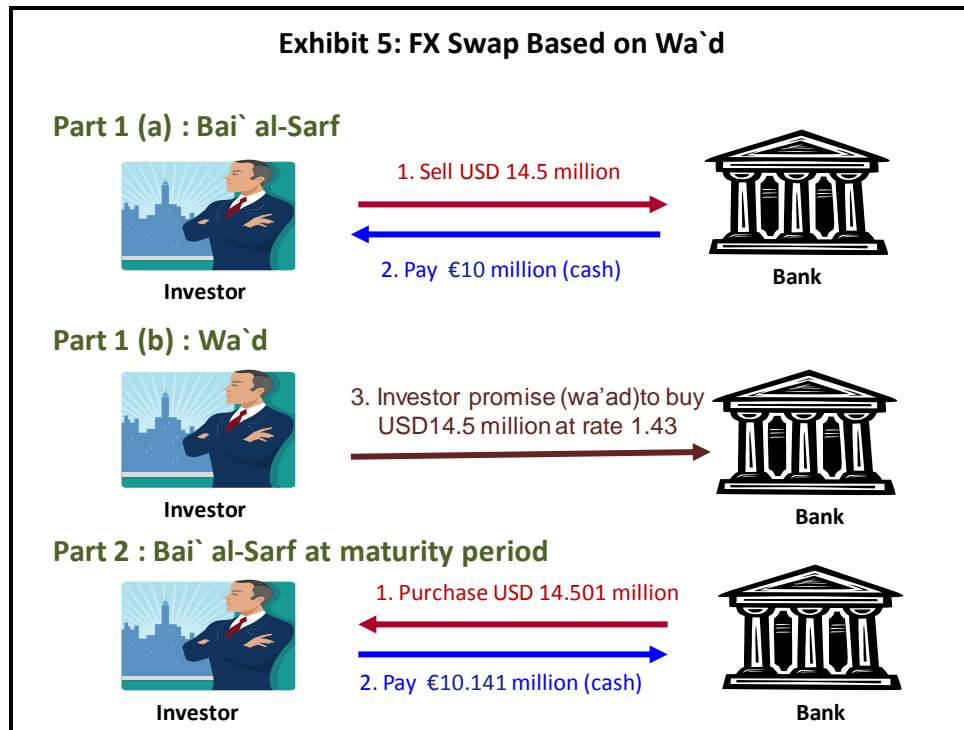 Exhibit 5: FX Swap Based on Wa`d
Part 1 (a) : Bai` al-Sarf
1. Sell USD 14.5 million
2. Pay €10 million (cash)
Investor
Bank
Part 1 (b) : Wa`d
3. Investor promise (wa'ad)to buy
USD14.5 million at rate 1.43
Investor
Bank
Part 2 : Bai` al-Sarf at maturity period
1. Purchase USD 14.501 million
2. Pay €10.141 million (cash)
Investor
Bank